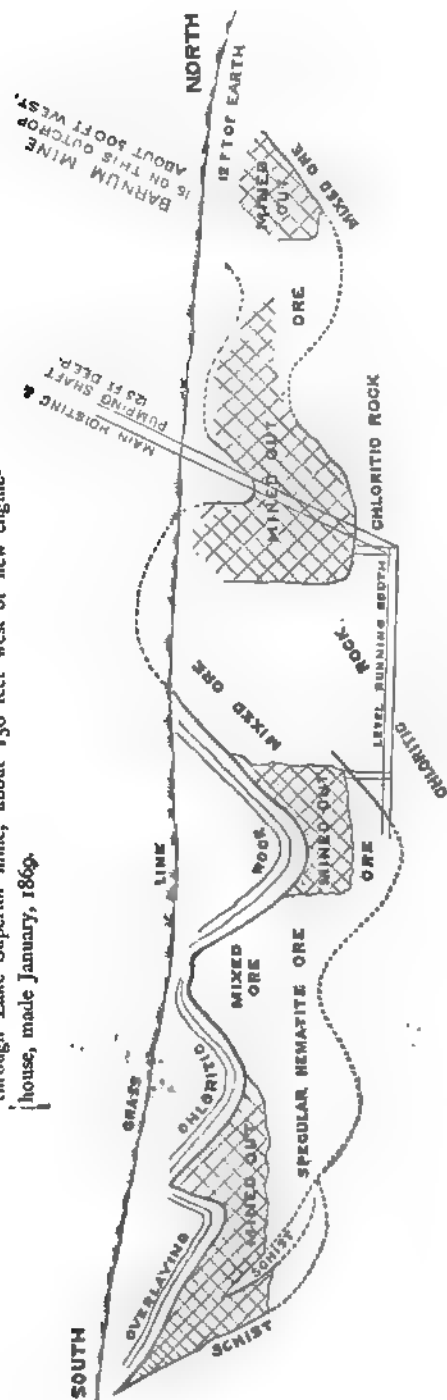 through Lake Superior Mine, about 150 feet west of new engine-
house, made January, 1869.
SOUTH
NORTH
GRASS
LINE
12 FT OF EARTH
BARNUM MINE
IS ON THIS OUTCROP
ABOUT 500 FT WEST.
MAIN HOISTING &
PUMPING SHAFT
125 FT DEEP.
OVERLAYING
CHLORITIC
ROCK
SCHIST
SCHIST
MINED OUT
SPECULAR HEMATITE ORE
MIXED
ORE
MINED OUT
ORE
MIXED ORE
CHLORITIC
ROCK
LEVEL RUNNING SOUTH
MINED OUT
CHLORITIC ROCK
ORE
MINED
OUT
MIXED ORE